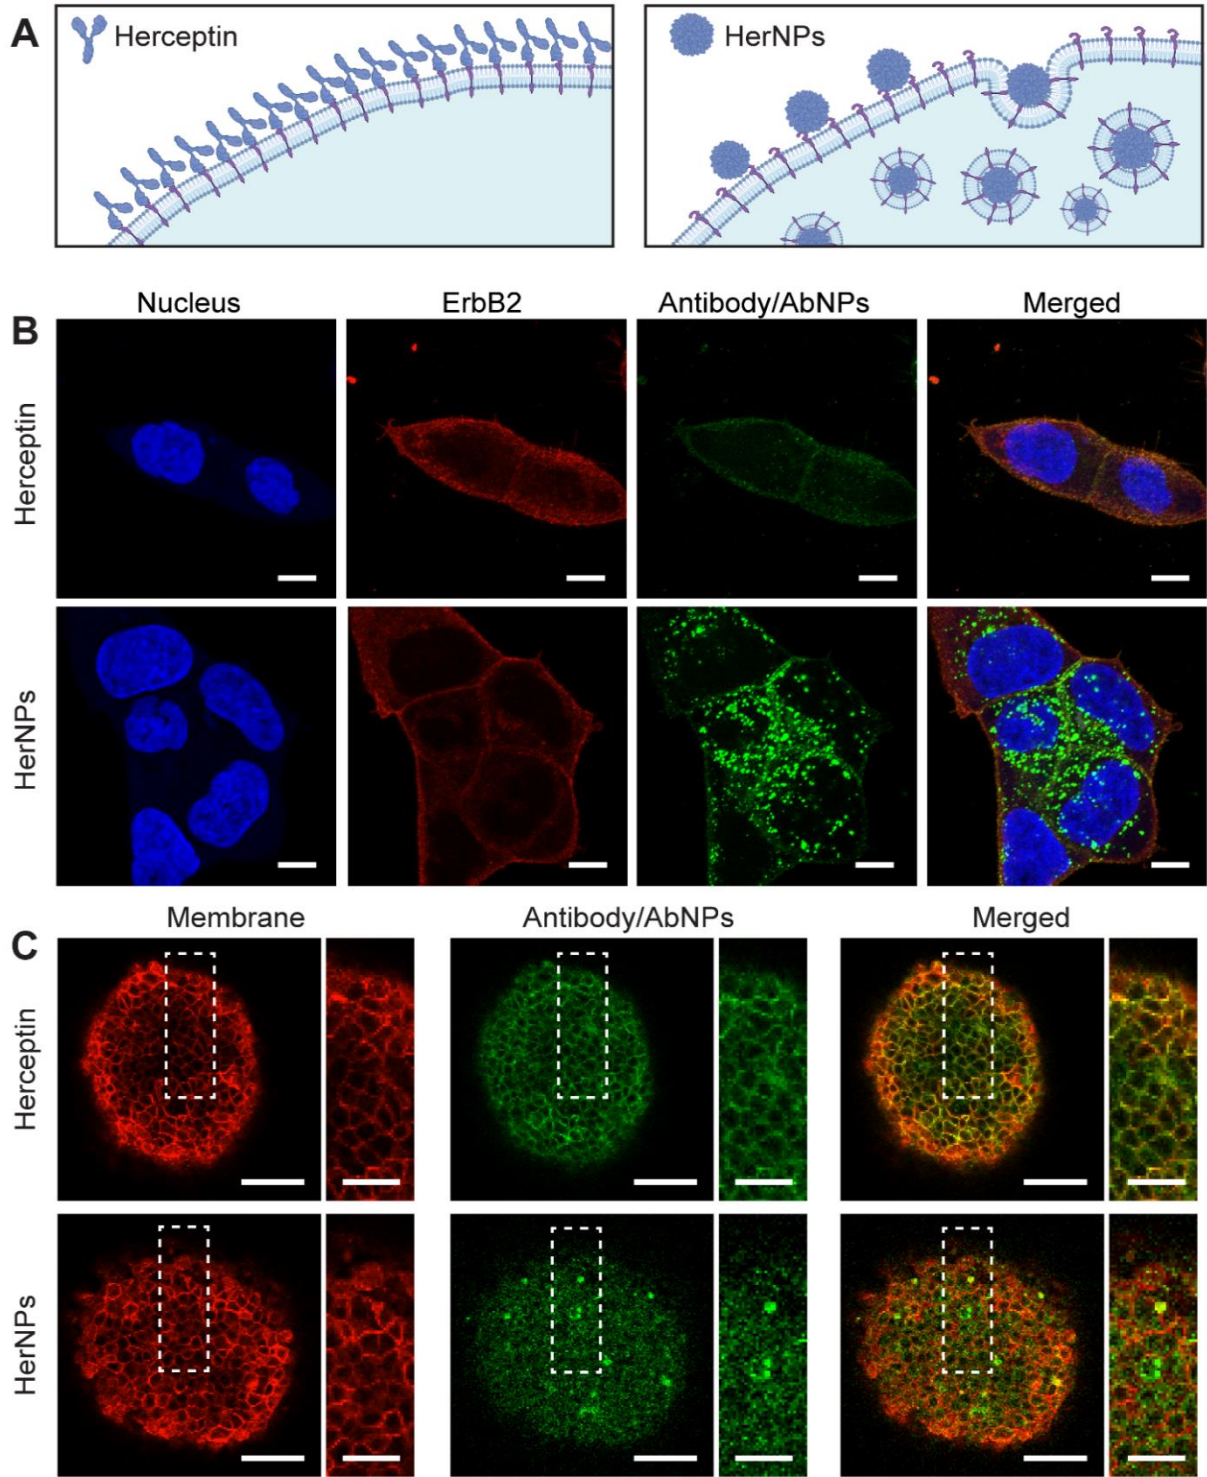 A
Herceptin
HerNPs
B
Nucleus
ErbB2
Antibody/AbNPs
Merged
Herceptin
HerNPs
C
Membrane
Antibody/AbNPs
Merged
Herceptin
HerNPs